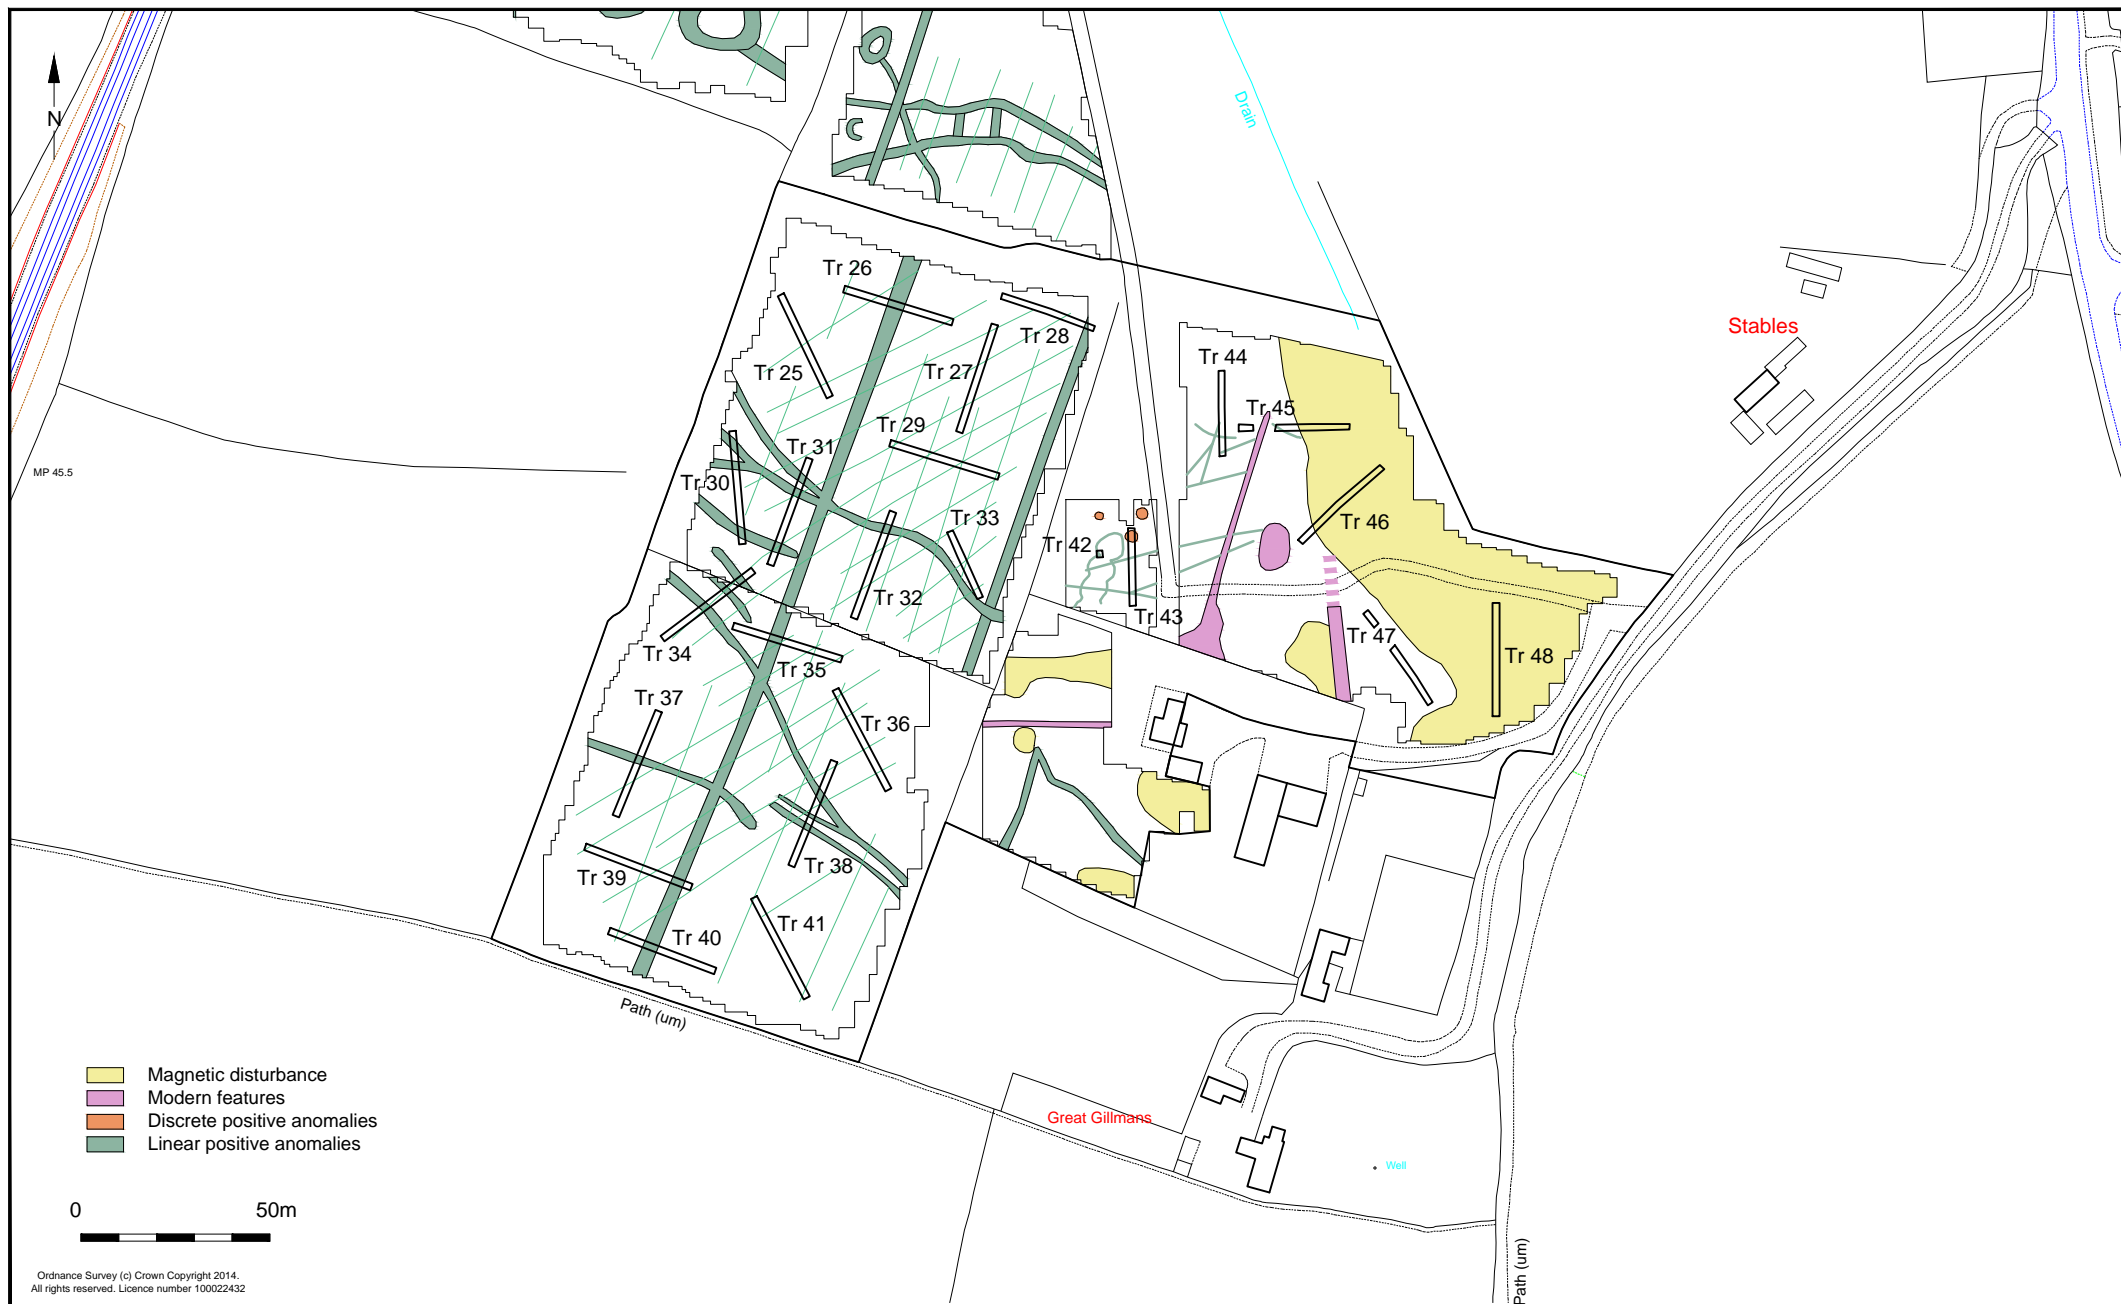 N
Drain
Tr 26
Tr 28
Tr 25
Tr 27
Tr 44
Tr 45
Tr 29
Tr 31
Tr 30
Tr 33
Tr 46
Tr 42
Tr 32
Tr 43
Tr 47
Tr 34
Tr 35
Tr 48
Tr 37
Tr 36
Tr 38
Tr 39
Tr 41
Tr 40
Stables
MP 45.5
Path (um)
Magnetic disturbance
Modern features
Discrete positive anomalies
Linear positive anomalies
Great Gillmans
Well
0 50m
Path (um)
Ordnance Survey (c) Crown Copyright 2014.
All rights reserved. Licence number 100022432